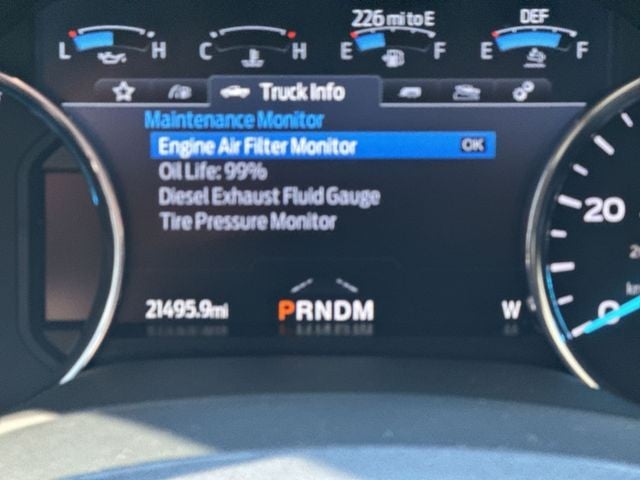 226 mi to E DEF
L H C H E F E F
Truck Info
Maintenance Monitor
Engine Air Filter Monitor OK
Oil Life: 99%
Diesel Exhaust Fluid Gauge
Tire Pressure Monitor
20
21495.9mi PRNDM W 0